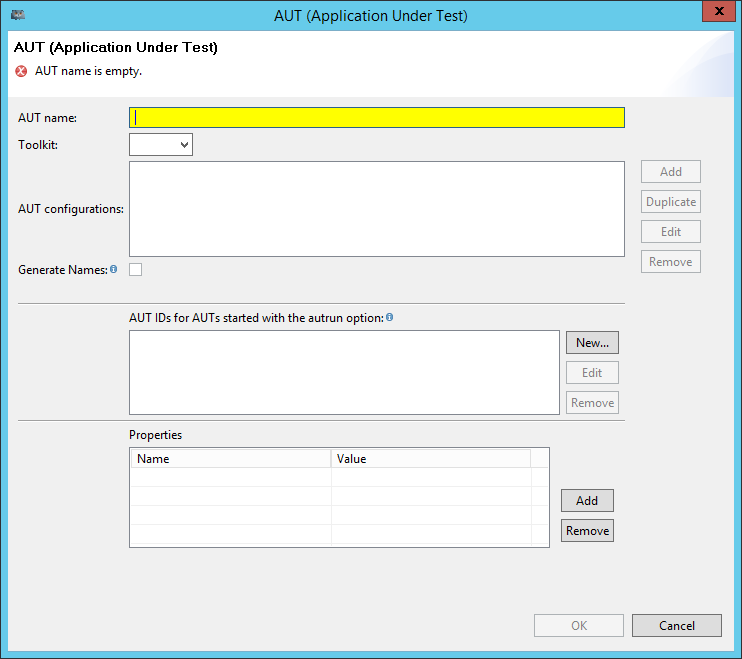 AUT (Application Under Test)
x
AUT (Application Under Test)
AUT name is empty.
AUT name:
Toolkit:
AUT configurations:
Add
Duplicate
Edit
Remove
Generate Names:
AUT IDs for AUTs started with the autrun option:
New...
Edit
Remove
Properties
Name Value
Add
Remove
OK Cancel